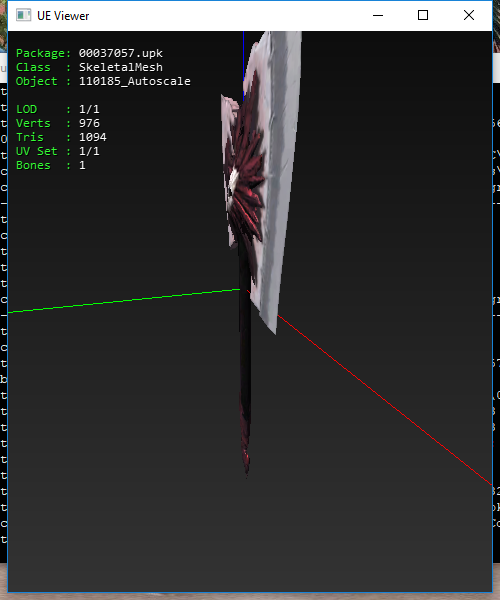 UE Viewer
Package: 00037057.upk
Class  : SkeletalMesh
Object : 110185_Autoscale
LOD    : 1/1
Verts  : 976
Tris   : 1094
UV Set : 1/1
Bones  : 1